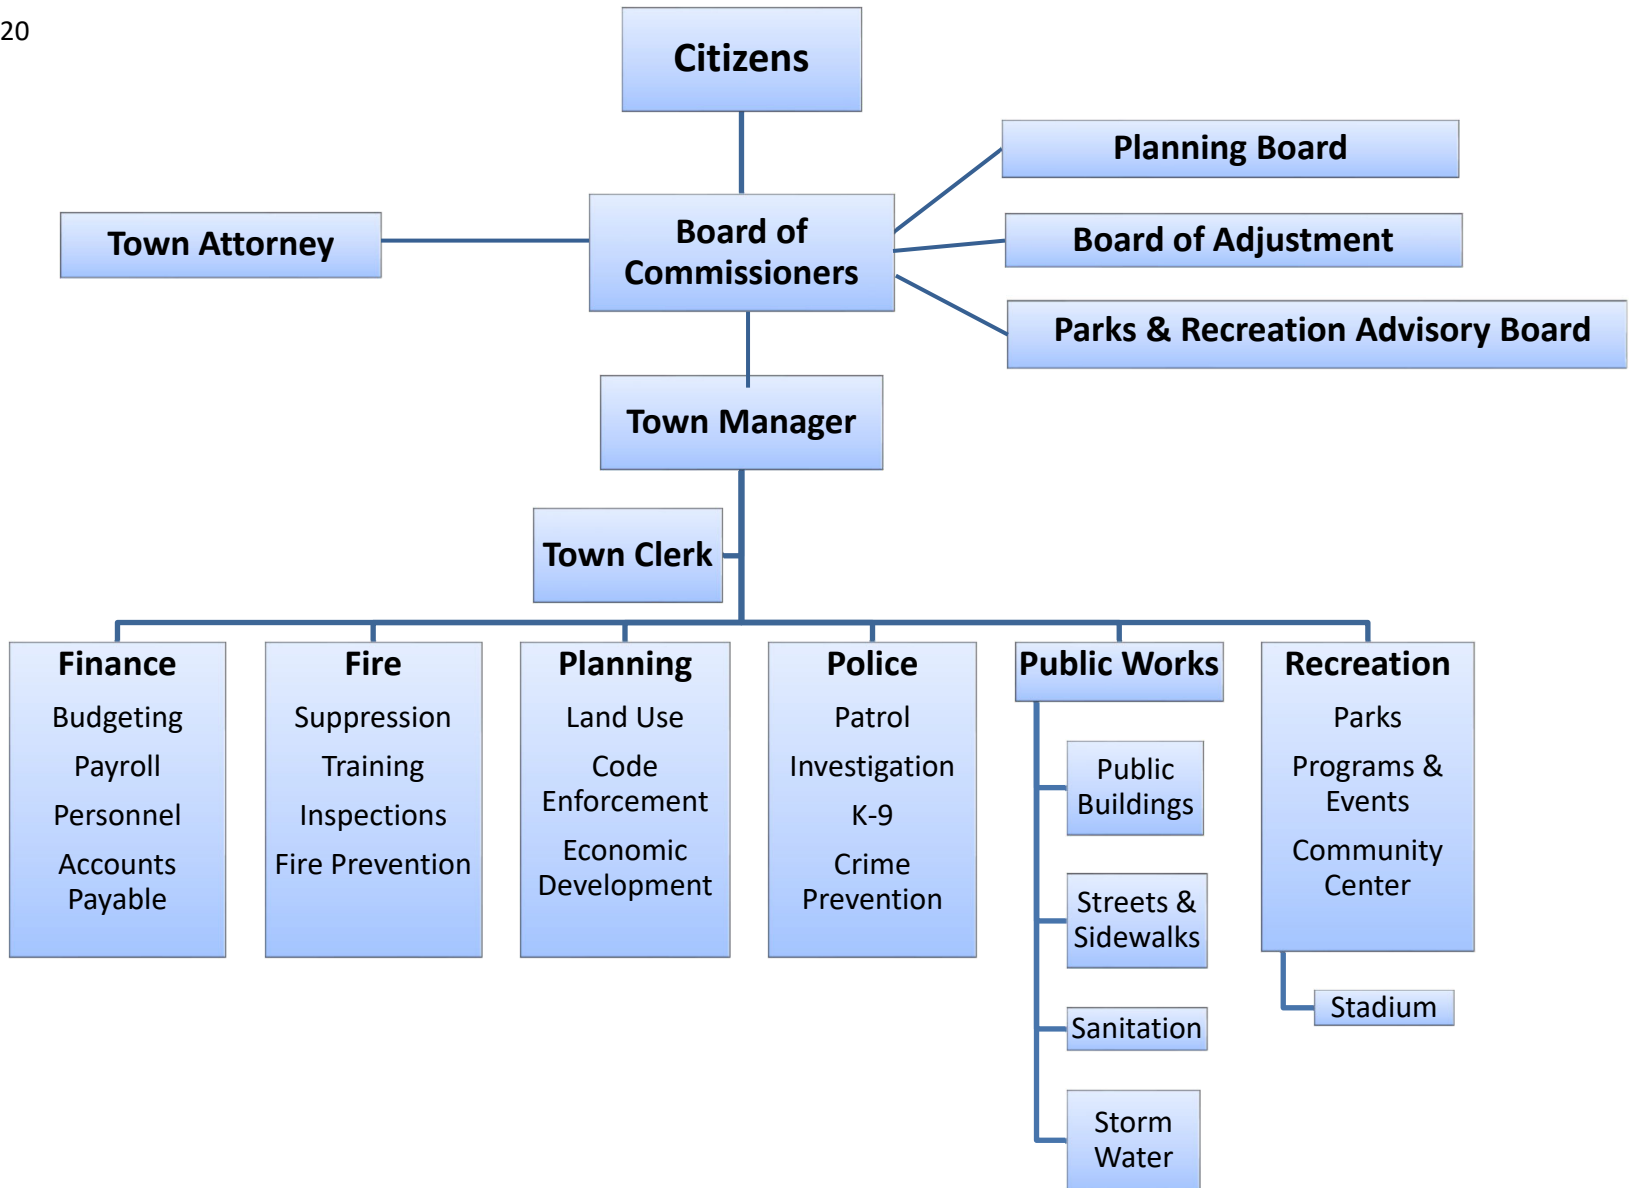 20
Citizens
Planning Board
Town Attorney
Board of
Commissioners
Board of Adjustment
Parks & Recreation Advisory Board
Town Manager
Town Clerk
Finance
Budgeting
Payroll
Personnel
Accounts
Payable
Fire
Suppression
Training
Inspections
Fire Prevention
Planning
Land Use
Code
Enforcement
Economic
Development
Police
Patrol
Investigation
K-9
Crime
Prevention
Public Works
Public
Buildings
Streets &
Sidewalks
Sanitation
Storm
Water
Recreation
Parks
Programs &
Events
Community
Center
Stadium